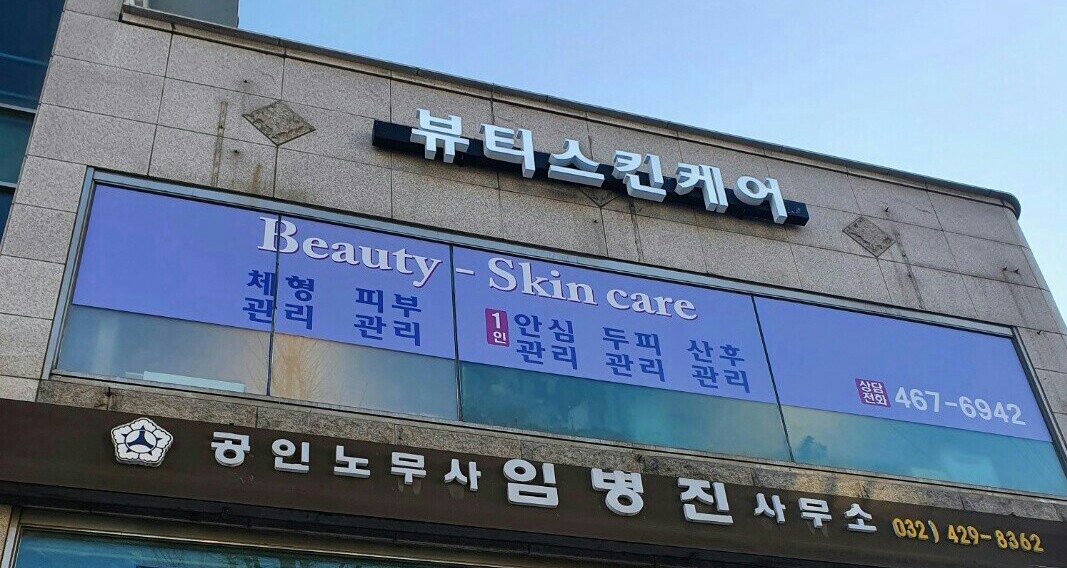 뷰티스킨케어
Beauty - Skin care
체형 피부 1인 안심 두피 산후
관리 관리 관리 관리 관리
상담전화 467-6942
공인노무사 임병진 사무소 032) 429-8362